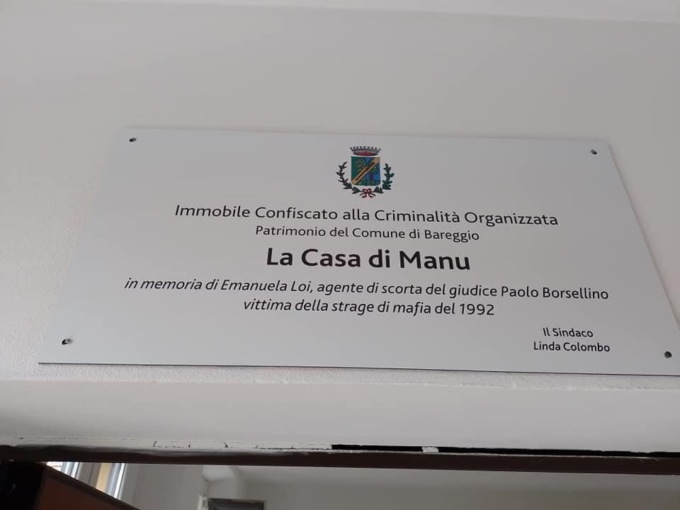 Immobile Confiscato alla Criminalità Organizzata
Patrimonio del Comune di Bareggio
La Casa di Manu
in memoria di Emanuela Loi, agente di scorta del giudice Paolo Borsellino
vittima della strage di mafia del 1992
Il Sindaco
Linda Colombo